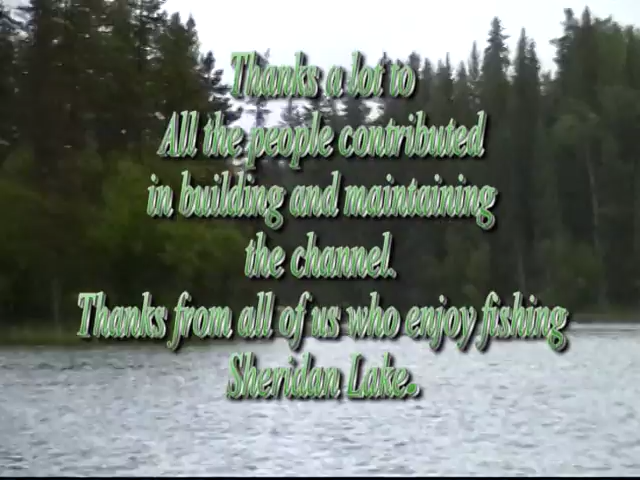 Thanks a lot to
All the people contributed
in building and maintaining
the channel.
Thanks from all of us who enjoy fishing
Sheridan Lake.